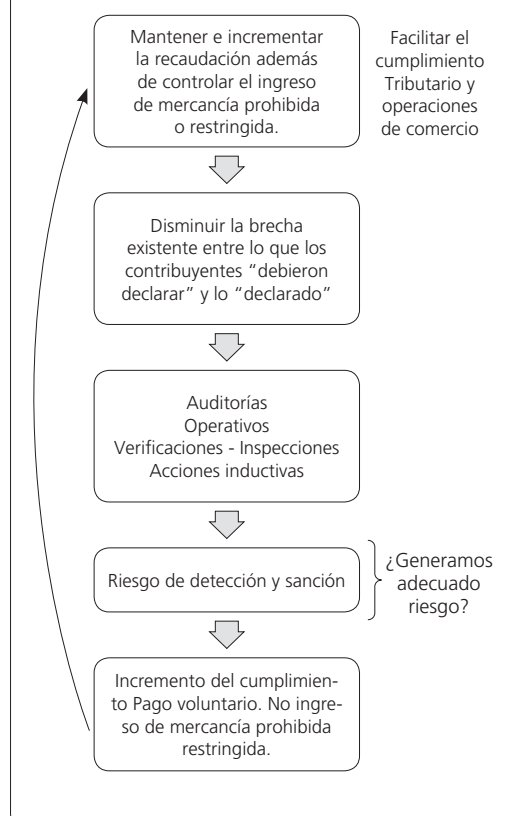 Mantener e incrementar
la recaudación además
de controlar el ingreso
de mercancía prohibida
o restringida.
Facilitar el
cumplimiento
Tributario y
operaciones
de comercio
Disminuir la brecha
existente entre lo que los
contribuyentes “debieron
declarar” y lo “declarado”
Auditorías
Operativos
Verificaciones - Inspecciones
Acciones inductivas
Riesgo de detección y sanción
¿Generamos
adecuado
riesgo?
Incremento del cumplimien-
to Pago voluntario. No ingre-
so de mercancía prohibida
restringida.